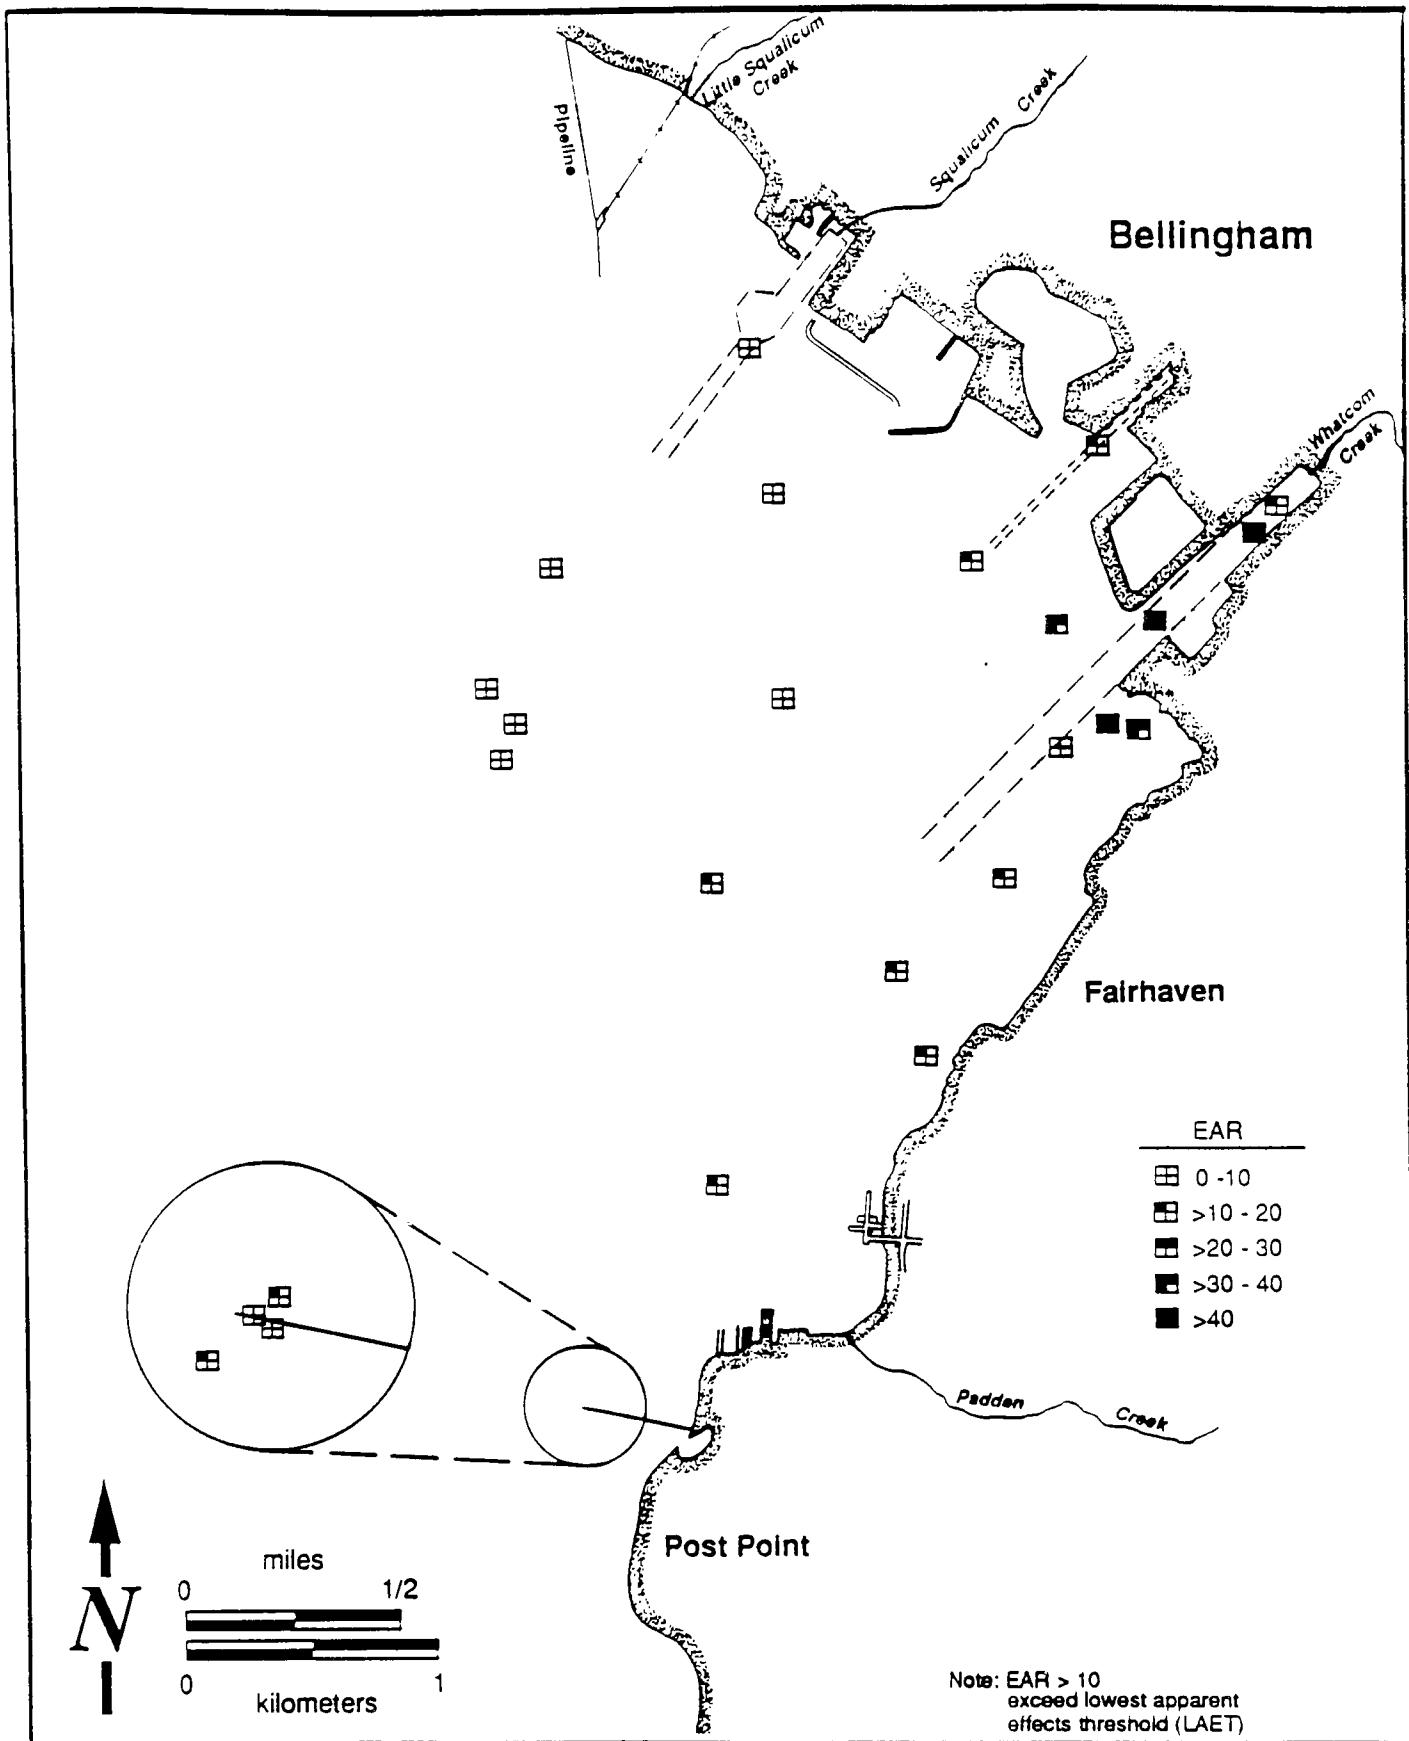 Little Squalicum
Creek
Squalicum Creek
Pipeline
Bellingham
Whatcom
Creek
Fairhaven
EAR
0 -10
>10 - 20
>20 - 30
>30 - 40
>40
Padden Creek
Post Point
miles
0 1/2
N
0 1
kilometers
Note: EAR > 10
exceed lowest apparent
effects threshold (LAET)